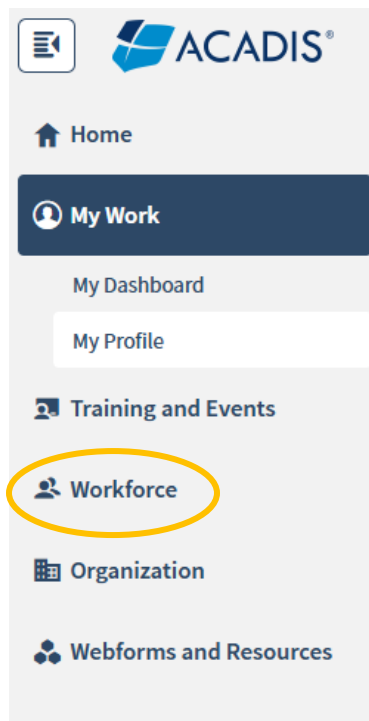 ACADIS®
Home
My Work
My Dashboard
My Profile
Training and Events
Workforce
Organization
Webforms and Resources